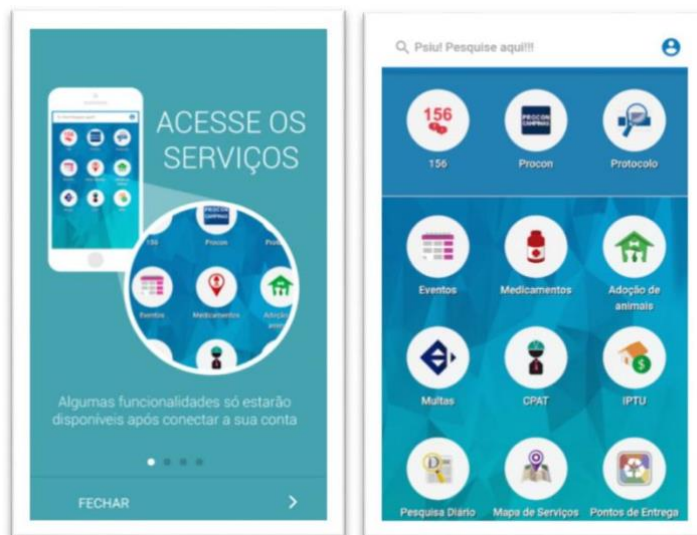 ACESSE OS
SERVIÇOS
156
Procon
Eventos
Medicamentos
Algumas funcionalidades só estarão
disponíveis após conectar a sua conta
FECHAR
Psiu! Pesquise aqui!!!
156
PROCON
CAMPINAS
156
Procon
Protocolo
Eventos
Medicamentos
Adoção de
animais
Multas
CPAT
IPTU
Pesquisa Diário
Mapa de Serviços
Pontos de Entrega